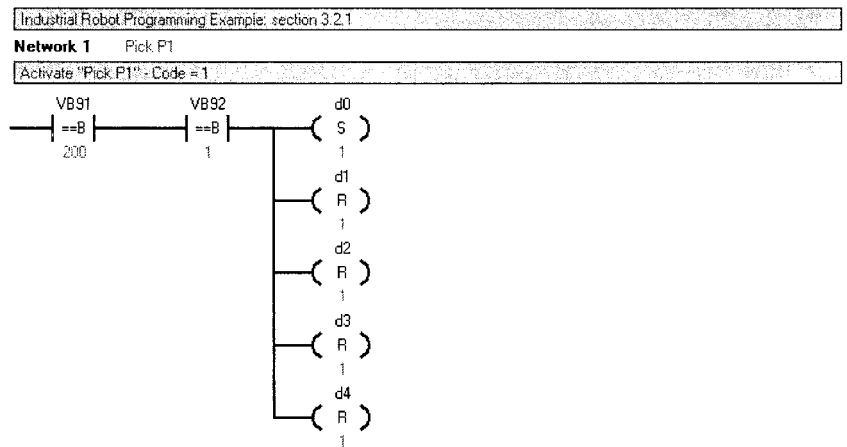 Industrial Robot Programming Example: section 3.2.1
Network 1 Pick P1
Activate "Pick P1" - Code = 1
VB91 VB92 d0
==B ==B S
200 1 1
d1
R
1
d2
R
1
d3
R
1
d4
R
1